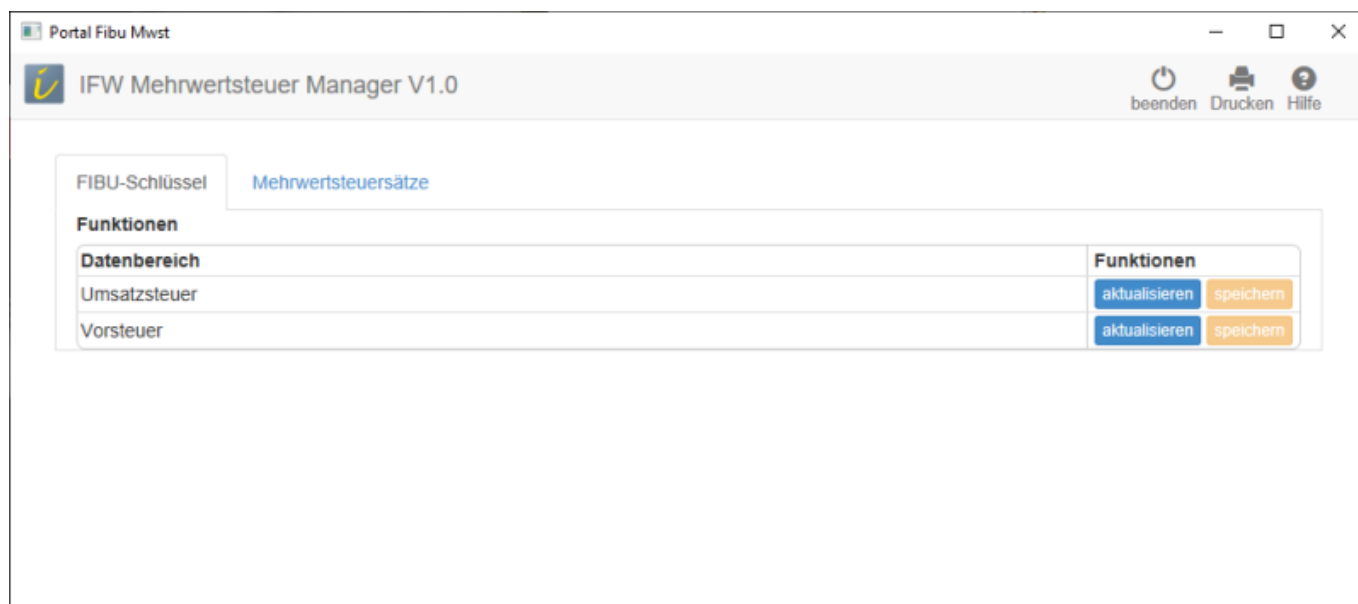 Portal Fibu Mwst
IFW Mehrwertsteuer Manager V1.0
beenden Drucken Hilfe
FIBU-Schlüssel Mehrwertsteuersätze
Funktionen
Datenbereich Funktionen
Umsatzsteuer aktualisieren speichern
Vorsteuer aktualisieren speichern